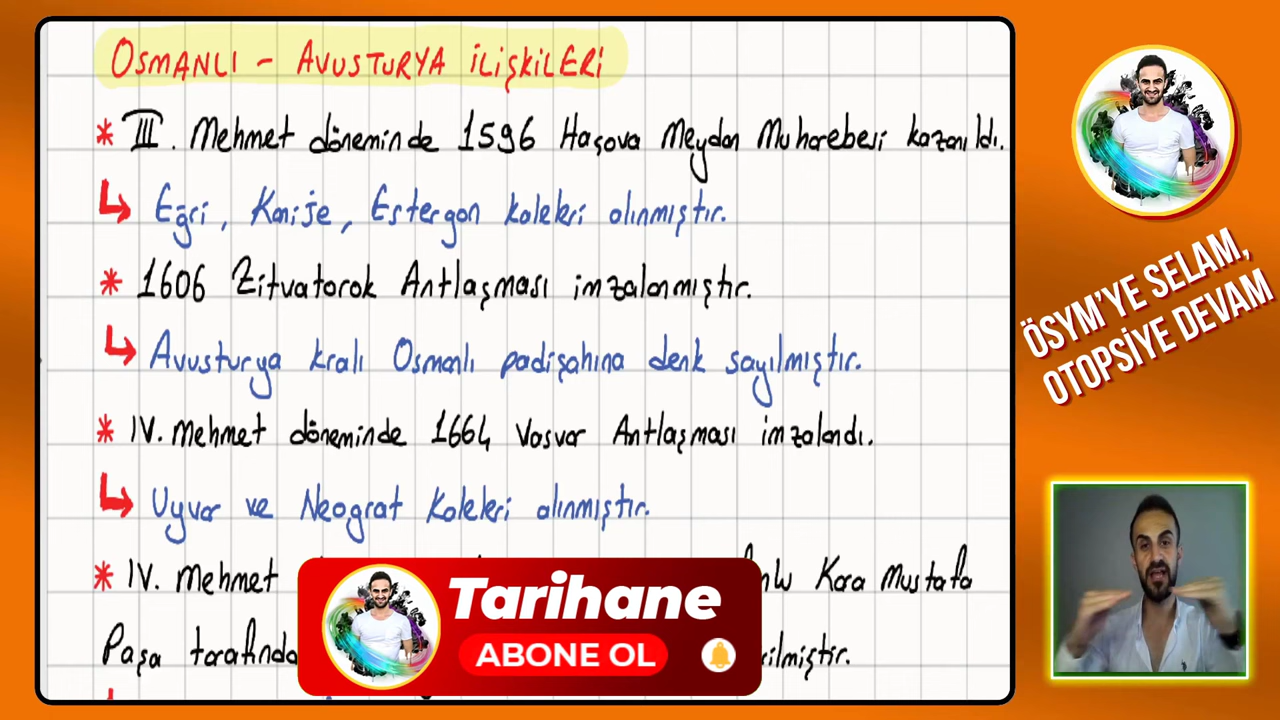 OSMANLI - AVUSTURYA İLİŞKİLERİ
* III. Mehmet döneminde 1596 Haçova Meydan Muharebesi kazanıldı.
Eğri, Kanije, Estergon kaleleri alınmıştır.
* 1606 Zitvatorok Antlaşması imzalanmıştır.
Avusturya kralı Osmanlı padişahına denk sayılmıştır.
* IV. Mehmet döneminde 1664 Vasvar Antlaşması imzalandı.
Uyvar ve Neograt Kaleleri alınmıştır.
* IV. Mehmet Kara Mustafa
Paşa tarafında
Tarihane
ABONE OL
ÖSYM'YE SELAM,
OTOPSİYE DEVAM